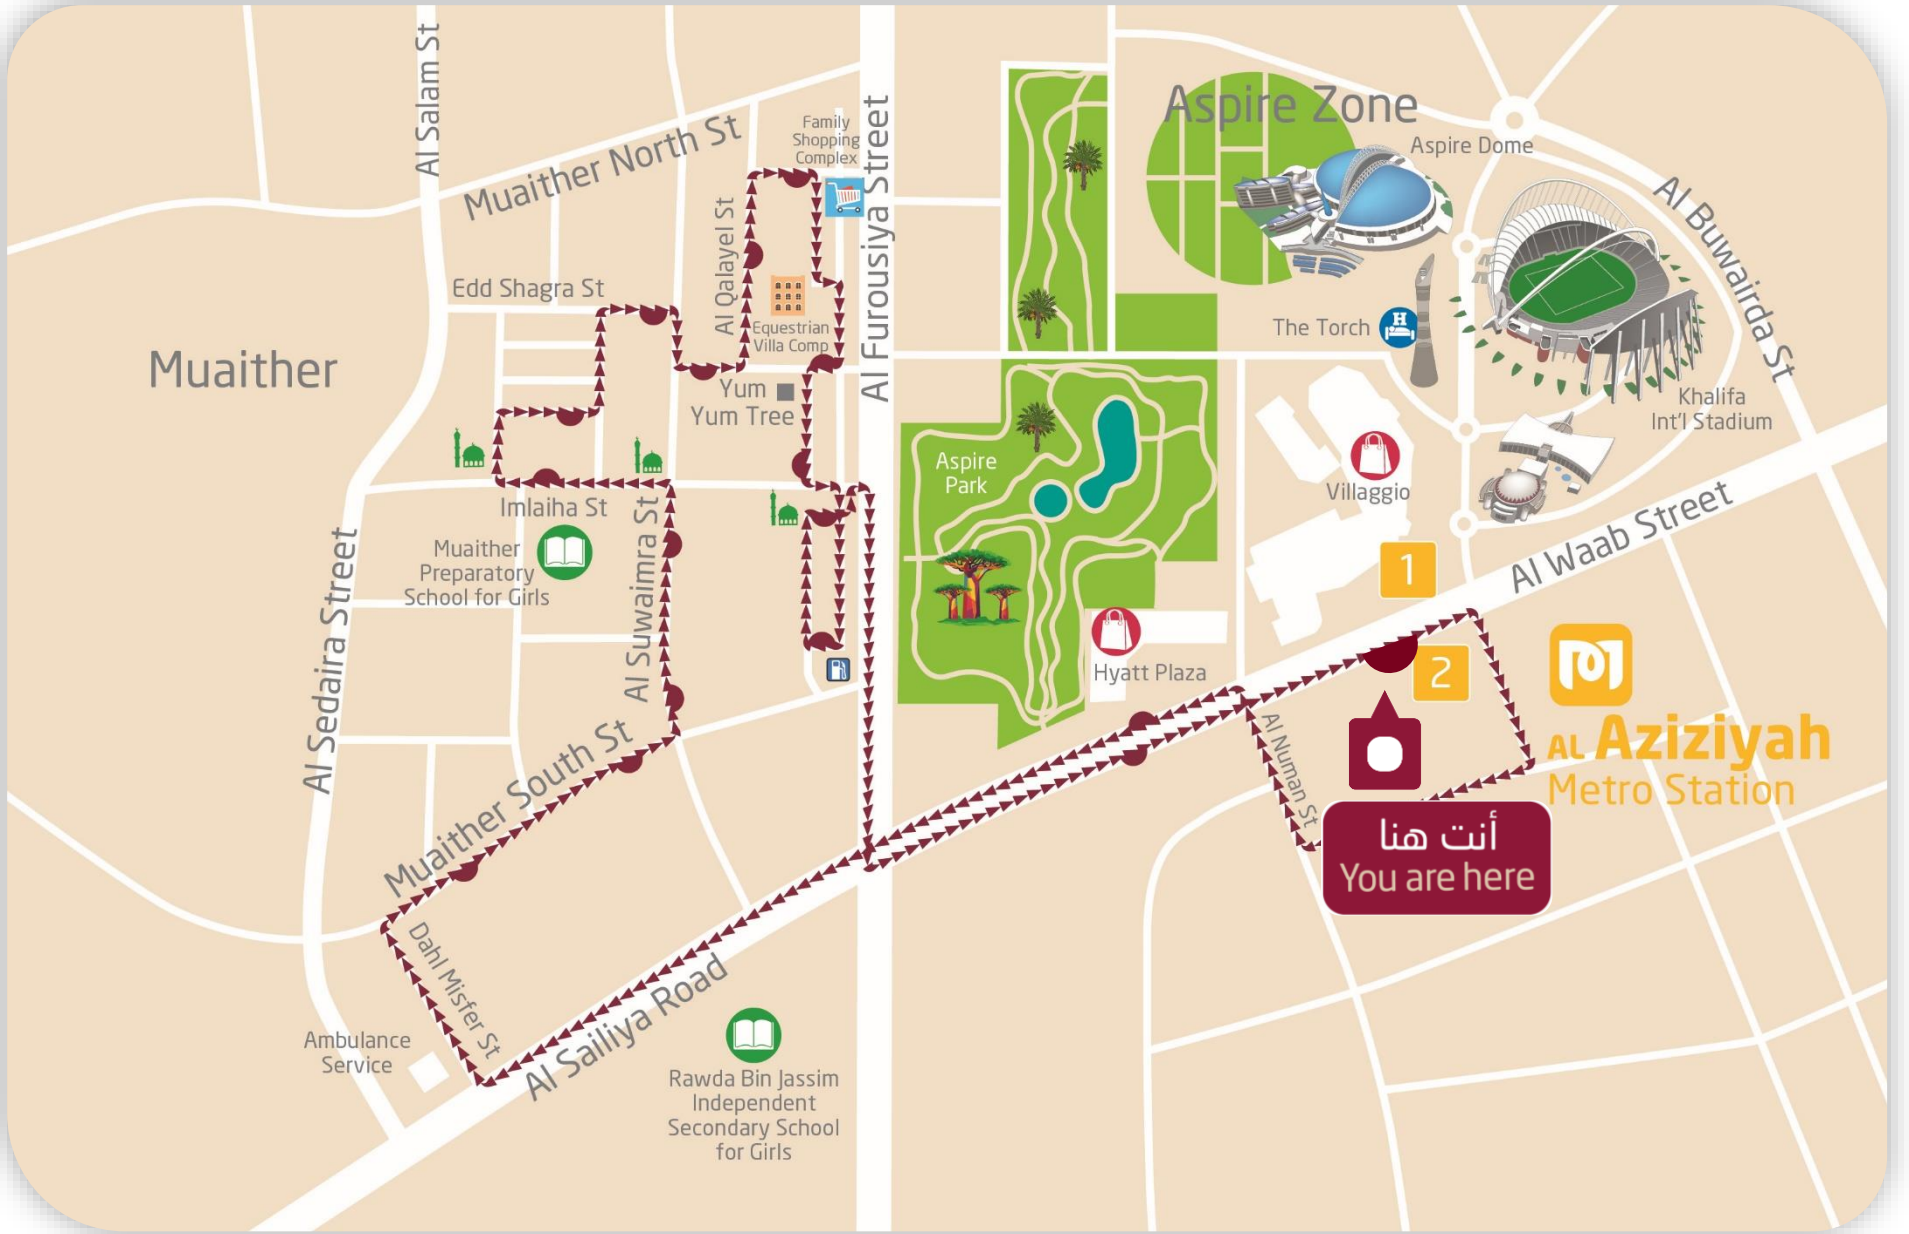 Al Salam St
Muaither North St
Family
Shopping
Complex
Al Furousiya Street
Aspire Zone
Aspire Dome
Al Buwairda St
Al Qalayel St
Edd Shagra St
Equestrian
Villa Comp
The Torch
H
Muaither
Yum
Yum Tree
Khalifa
Int'l Stadium
Aspire
Park
Villaggio
Imlaiha St
Al Suwaimra St
Muaither
Preparatory
School for Girls
Al Sedaira Street
1
Al Waab Street
2
Hyatt Plaza
Al Numan St
AL Aziziyah
Metro Station
Muaither South St
أنت هنا
You are here
Dahl Misfer St
Al Sailiya Road
Ambulance
Service
Rawda Bin Jassim
Independent
Secondary School
for Girls